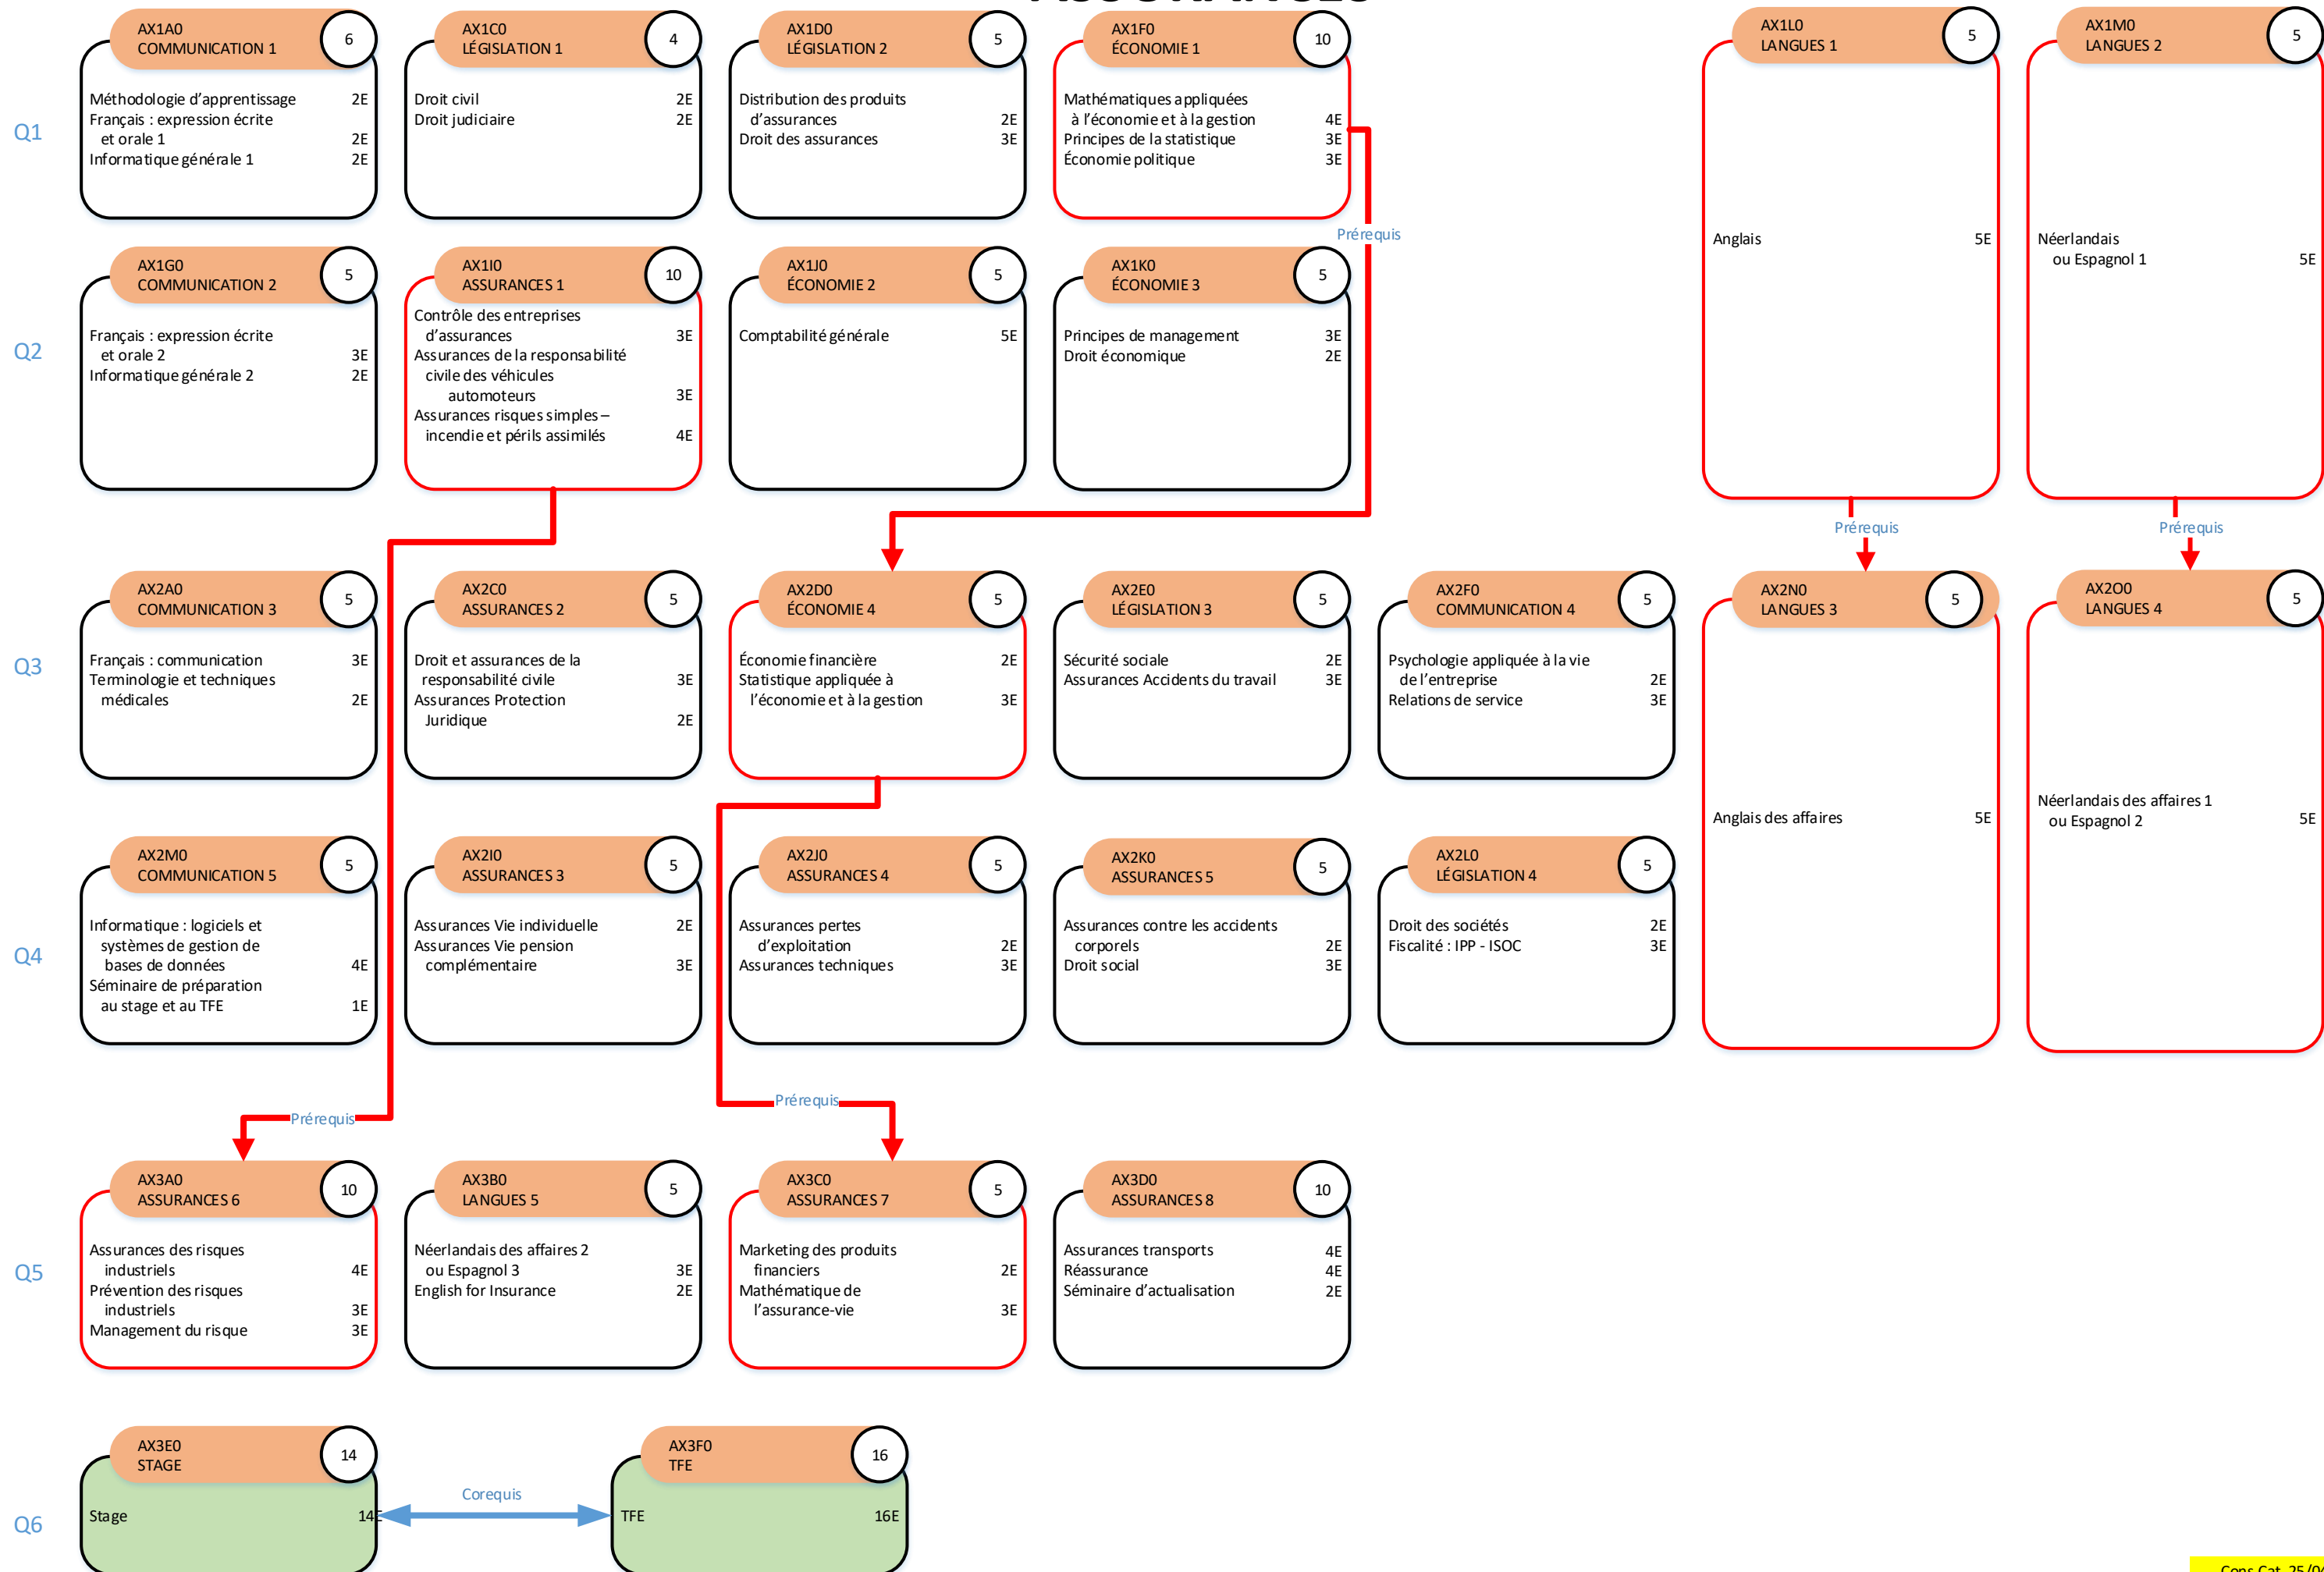 AX1A0
COMMUNICATION 1
6
Méthodologie d'apprentissage 2E
Français : expression écrite
et orale 1 2E
Informatique générale 1 2E
AX1C0
LÉGISLATION 1
4
Droit civil 2E
Droit judiciaire 2E
AX1D0
LÉGISLATION 2
5
Distribution des produits
d'assurances 2E
Droit des assurances 3E
AX1F0
ÉCONOMIE 1
10
Mathématiques appliquées
à l'économie et à la gestion 4E
Principes de la statistique 3E
Économie politique 3E
AX1L0
LANGUES 1
5
Anglais 5E
AX1M0
LANGUES 2
5
Néerlandais
ou Espagnol 1 5E
Q1
Prérequis
AX1G0
COMMUNICATION 2
5
Français : expression écrite
et orale 2 3E
Informatique générale 2 2E
AX1I0
ASSURANCES 1
10
Contrôle des entreprises
d'assurances 3E
Assurances de la responsabilité
civile des véhicules
automoteurs 3E
Assurances risques simples –
incendie et périls assimilés 4E
AX1J0
ÉCONOMIE 2
5
Comptabilité générale 5E
AX1K0
ÉCONOMIE 3
5
Principes de management 3E
Droit économique 2E
Q2
Prérequis
Prérequis
AX2A0
COMMUNICATION 3
5
Français : communication 3E
Terminologie et techniques
médicales 2E
AX2C0
ASSURANCES 2
5
Droit et assurances de la
responsabilité civile 3E
Assurances Protection
Juridique 2E
AX2D0
ÉCONOMIE 4
5
Économie financière 2E
Statistique appliquée à
l'économie et à la gestion 3E
AX2E0
LÉGISLATION 3
5
Sécurité sociale 2E
Assurances Accidents du travail 3E
AX2F0
COMMUNICATION 4
5
Psychologie appliquée à la vie
de l'entreprise 2E
Relations de service 3E
AX2N0
LANGUES 3
5
Anglais des affaires 5E
AX2O0
LANGUES 4
5
Néerlandais des affaires 1
ou Espagnol 2 5E
Q3
AX2M0
COMMUNICATION 5
5
Informatique : logiciels et
systèmes de gestion de
bases de données 4E
Séminaire de préparation
au stage et au TFE 1E
AX2I0
ASSURANCES 3
5
Assurances Vie individuelle 2E
Assurances Vie pension
complémentaire 3E
AX2J0
ASSURANCES 4
5
Assurances pertes
d'exploitation 2E
Assurances techniques 3E
AX2K0
ASSURANCES 5
5
Assurances contre les accidents
corporels 2E
Droit social 3E
AX2L0
LÉGISLATION 4
5
Droit des sociétés 2E
Fiscalité : IPP - ISOC 3E
Q4
Prérequis
Prérequis
AX3A0
ASSURANCES 6
10
Assurances des risques
industriels 4E
Prévention des risques
industriels 3E
Management du risque 3E
AX3B0
LANGUES 5
5
Néerlandais des affaires 2
ou Espagnol 3 3E
English for Insurance 2E
AX3C0
ASSURANCES 7
5
Marketing des produits
financiers 2E
Mathématique de
l'assurance-vie 3E
AX3D0
ASSURANCES 8
10
Assurances transports 4E
Réassurance 4E
Séminaire d'actualisation 2E
Q5
AX3E0
STAGE
14
Stage 14E
Corequis
AX3F0
TFE
16
TFE 16E
Q6